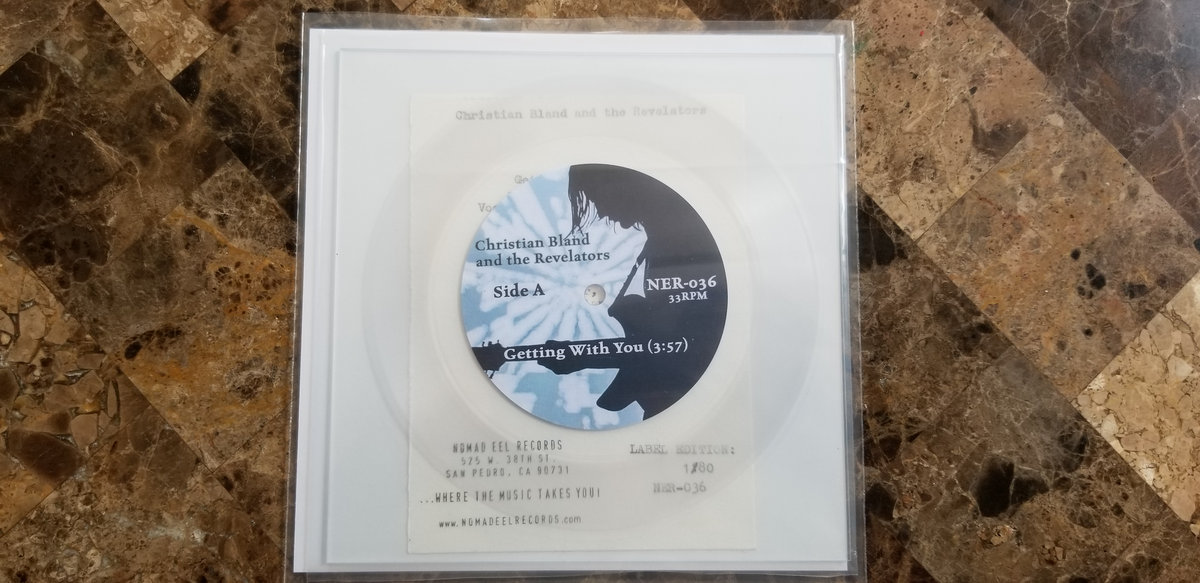 Christian Bland and the Revelators
Christian Bland
and the Revelators
Side A
NER-036
33RPM
Getting With You (3:57)
NOMAD EEL RECORDS
525 W. 38TH ST.
SAN PEDRO, CA 90731
...WHERE THE MUSIC TAKES YOU!
www.NOMADEELRECORDS.com
LABEL EDITION:
1/80
NER-036